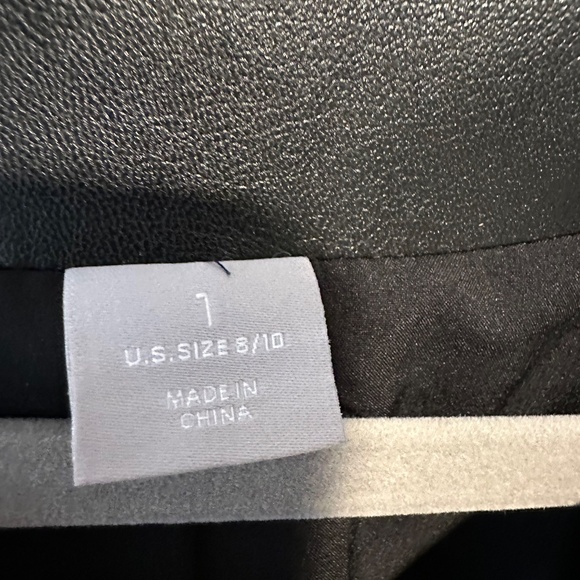 1
U.S. SIZE 8/10
MADE IN
CHINA